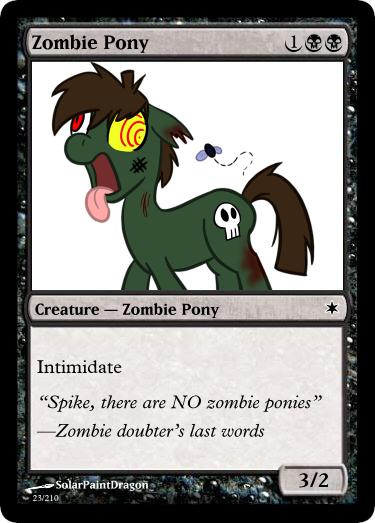 Zombie Pony 1
Creature — Zombie Pony
Intimidate
“Spike, there are NO zombie ponies”
—Zombie doubter’s last words
3/2
SolarPaintDragon
23/210